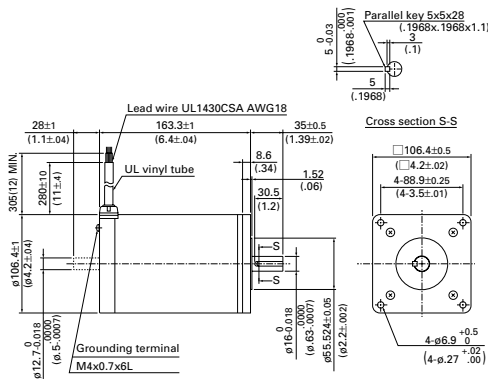 Parallel key 5x5x28
(.1968x.1968x1.1)
0
5 -0.03
.000
(.1968-.001)
3
(.1)
5
(.1968)
Cross section S-S
Lead wire UL1430CSA AWG18
28±1
(1.1±.04)
163.3±1
(6.4±.04)
35±0.5
(1.39±.02)
8.6
(.34)
1.52
(.06)
30.5
(1.2)
UL vinyl tube
305(12) MIN.
280±10
(11±.4)
ø106.4±1
(ø4.2±.04)
0
ø12.7-0.018
.0000
(ø.5-.0007)
Grounding terminal
M4x0.7x6L
S
S
0
ø16-0.018
.0000
(ø.63-.0007)
ø55.524±0.05
(ø2.2±.002)
□106.4±0.5
(□4.2±.02)
4-88.9±0.25
(4-3.5±.01)
4-ø6.9 +0.5
0
(4-ø.27 +.02
.00)